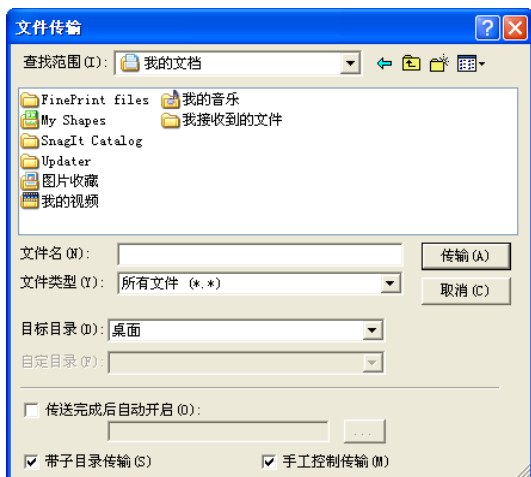 文件传输
查找范围(I): 我的文档
FinePrint files 我的音乐
My Shapes 我接收到的文件
SnagIt Catalog
Updater
图片收藏
我的视频
文件名(N): 传输(A)
文件类型(Y): 所有文件 (*.*) 取消(C)
目标目录(D): 桌面
自定目录(F):
传送完成后自动开启(O):
...
带子目录传输(S) 手工控制传输(M)